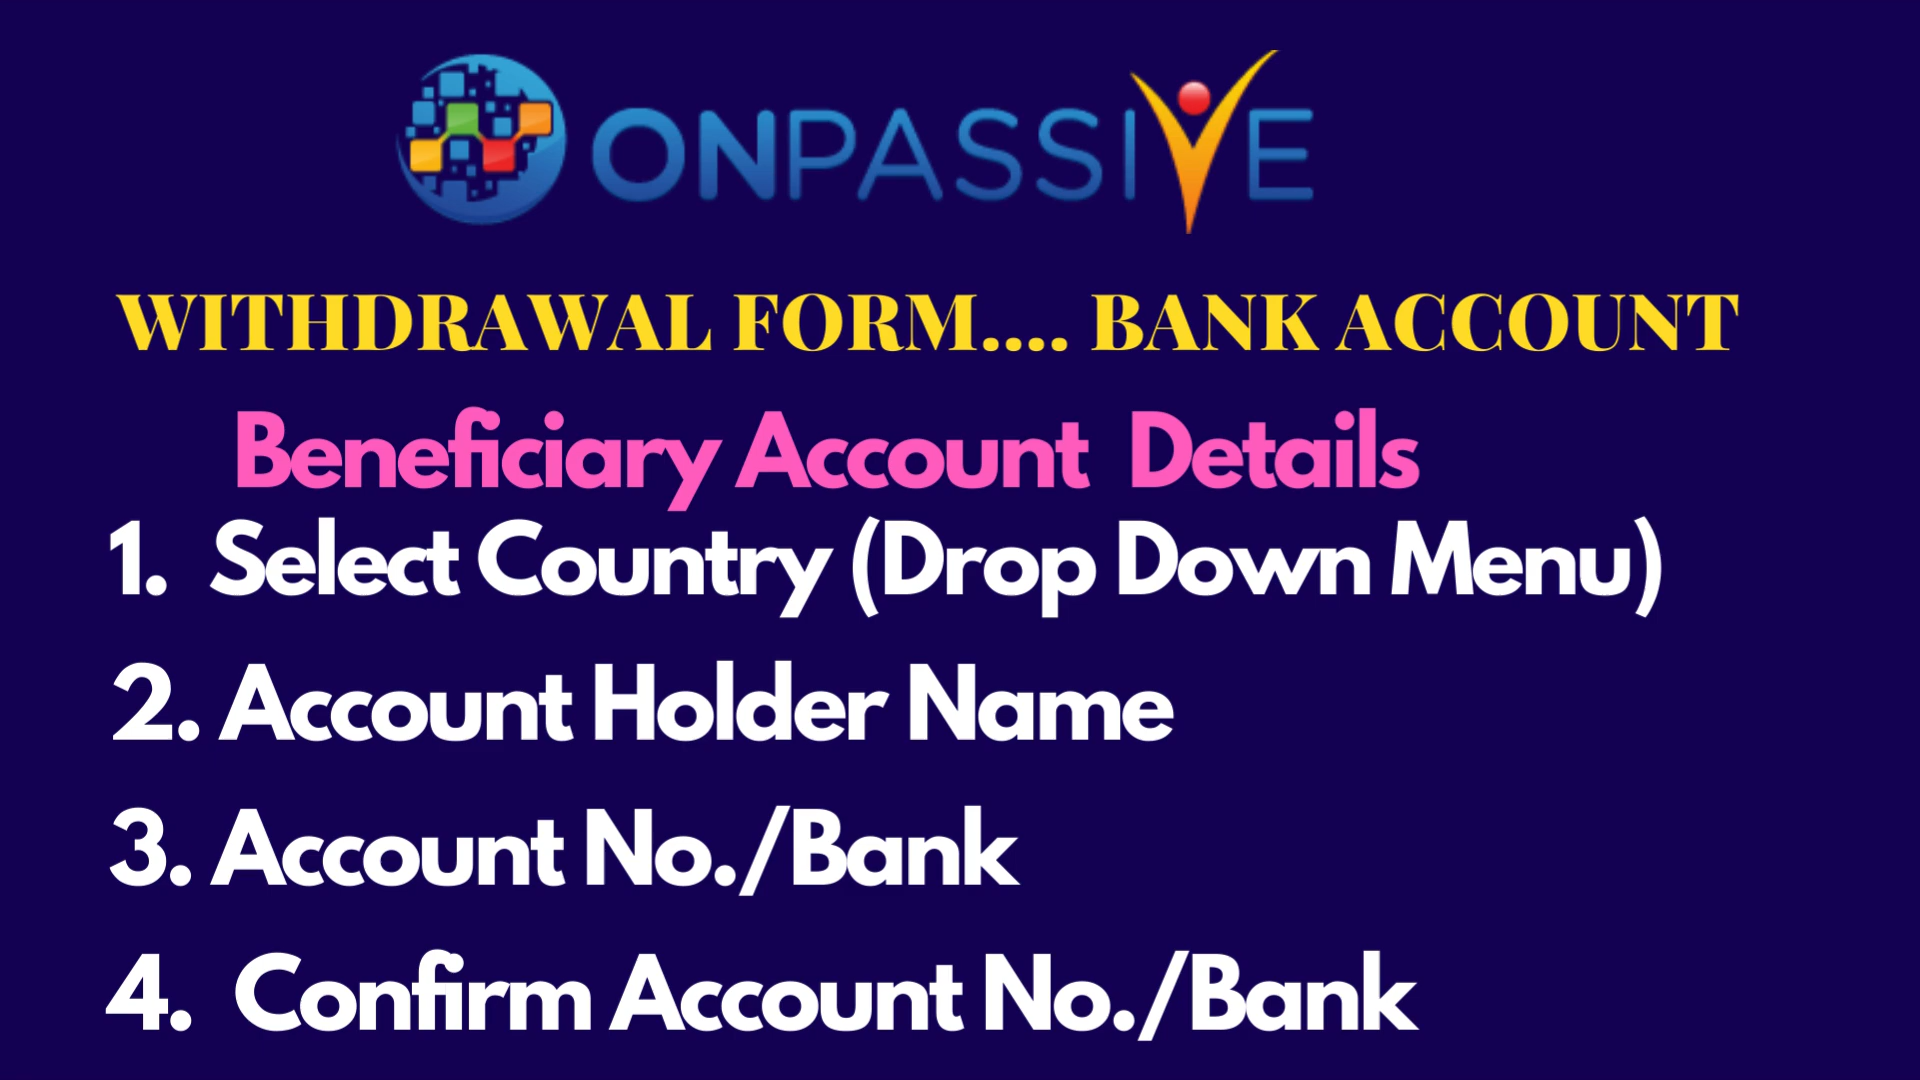 ONPASSIVE
WITHDRAWAL FORM.... BANK ACCOUNT
Beneficiary Account Details
1. Select Country (Drop Down Menu)
2. Account Holder Name
3. Account No./Bank
4. Confirm Account No./Bank